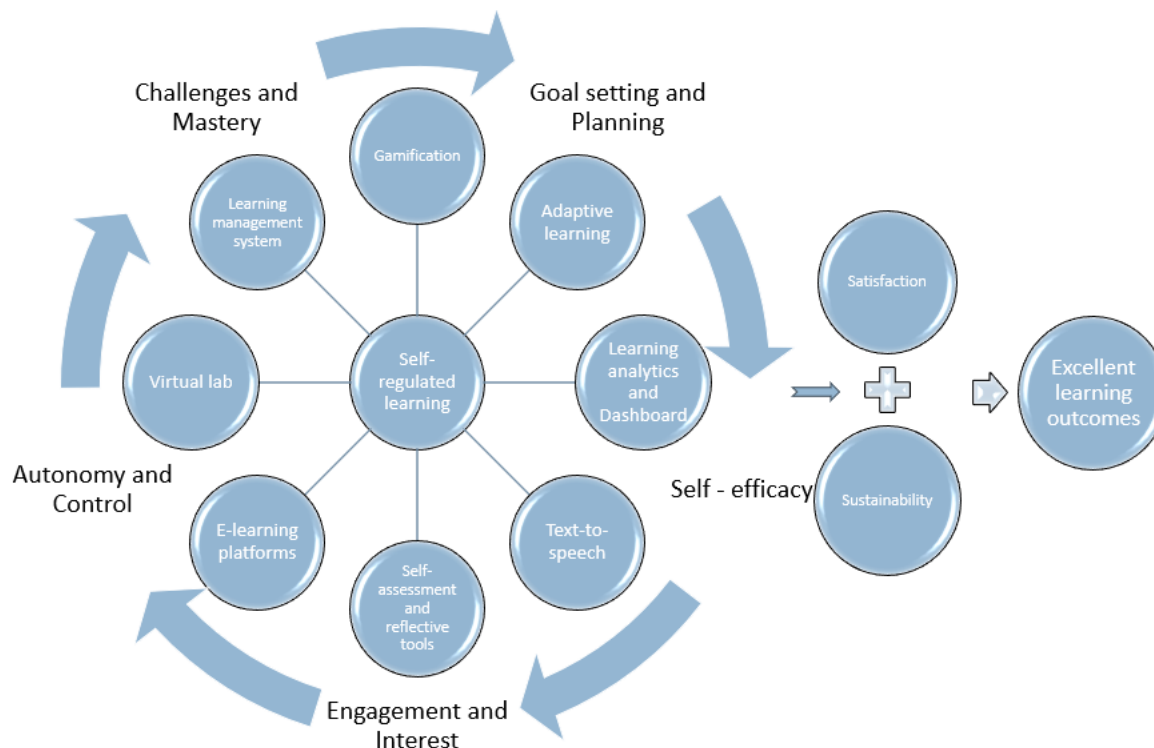 Challenges and
Mastery
Goal setting and
Planning
Gamification
Learning
management
system
Adaptive
learning
Satisfaction
Virtual lab
Self-
regulated
learning
Learning
analytics
and
Dashboard
Excellent
learning
outcomes
Autonomy and
Control
Self - efficacy
Sustainability
E-learning
platforms
Text-to-
speech
Self-
assessment
and
reflective
tools
Engagement and
Interest